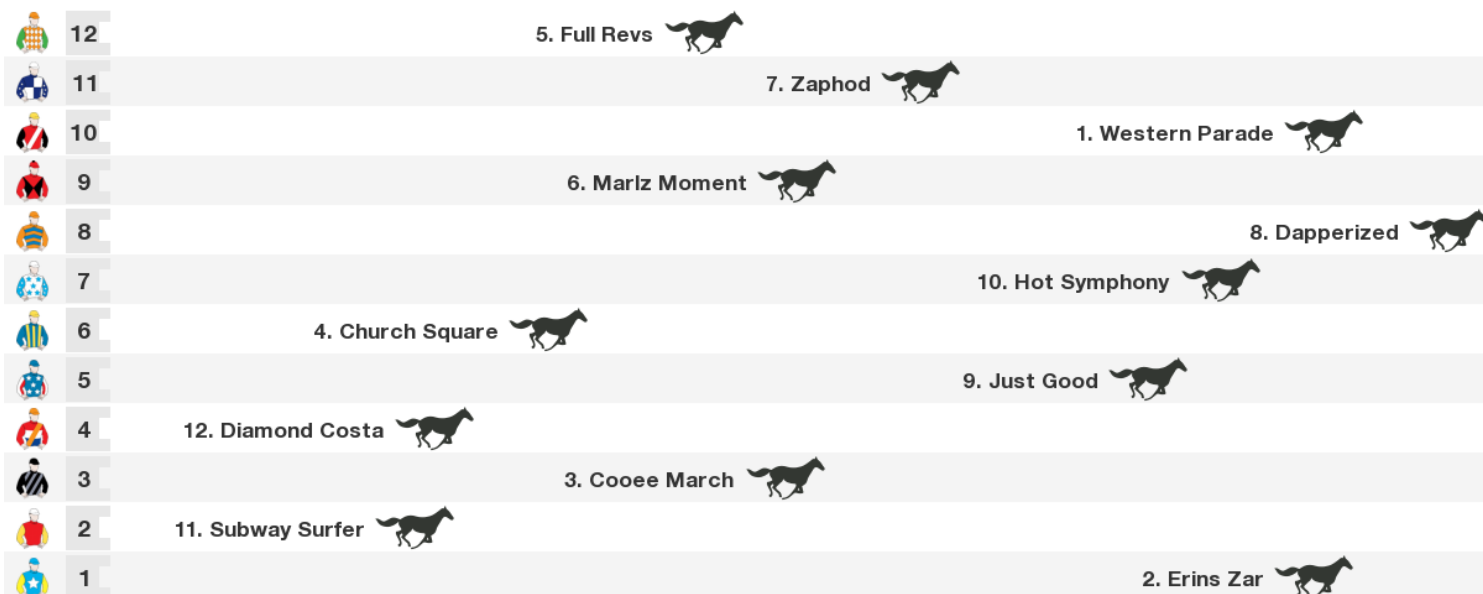 12 5. Full Revs
11 7. Zaphod
10 1. Western Parade
9 6. Marlz Moment
8 8. Dapperized
7 10. Hot Symphony
6 4. Church Square
5 9. Just Good
4 12. Diamond Costa
3 3. Cooee March
2 11. Subway Surfer
1 2. Erins Zar